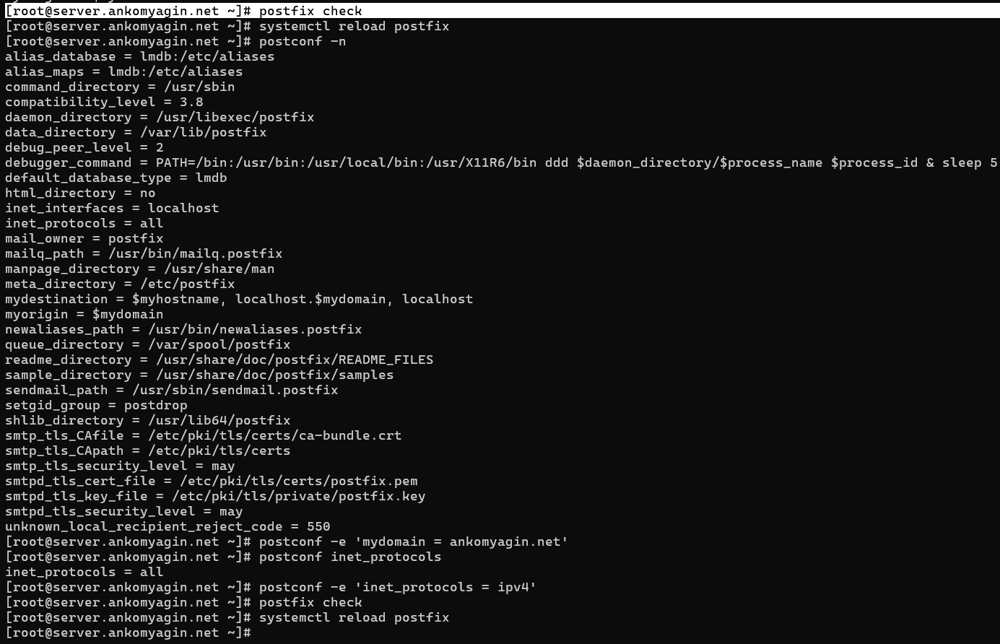 [root@server.ankomyagin.net ~]# postfix check
[root@server.ankomyagin.net ~]# systemctl reload postfix
[root@server.ankomyagin.net ~]# postconf -n
alias_database = lmdb:/etc/aliases
alias_maps = lmdb:/etc/aliases
command_directory = /usr/sbin
compatibility_level = 3.8
daemon_directory = /usr/libexec/postfix
data_directory = /var/lib/postfix
debug_peer_level = 2
debugger_command = PATH=/bin:/usr/bin:/usr/local/bin:/usr/X11R6/bin ddd $daemon_directory/$process_name $process_id & sleep 5
default_database_type = lmdb
html_directory = no
inet_interfaces = localhost
inet_protocols = all
mail_owner = postfix
mailq_path = /usr/bin/mailq.postfix
manpage_directory = /usr/share/man
meta_directory = /etc/postfix
mydestination = $myhostname, localhost.$mydomain, localhost
myorigin = $mydomain
newaliases_path = /usr/bin/newaliases.postfix
queue_directory = /var/spool/postfix
readme_directory = /usr/share/doc/postfix/README_FILES
sample_directory = /usr/share/doc/postfix/samples
sendmail_path = /usr/sbin/sendmail.postfix
setgid_group = postdrop
shlib_directory = /usr/lib64/postfix
smtp_tls_CAfile = /etc/pki/tls/certs/ca-bundle.crt
smtp_tls_CApath = /etc/pki/tls/certs
smtp_tls_security_level = may
smtpd_tls_cert_file = /etc/pki/tls/certs/postfix.pem
smtpd_tls_key_file = /etc/pki/tls/private/postfix.key
smtpd_tls_security_level = may
unknown_local_recipient_reject_code = 550
[root@server.ankomyagin.net ~]# postconf -e 'mydomain = ankomyagin.net'
[root@server.ankomyagin.net ~]# postconf inet_protocols
inet_protocols = all
[root@server.ankomyagin.net ~]# postconf -e 'inet_protocols = ipv4'
[root@server.ankomyagin.net ~]# postfix check
[root@server.ankomyagin.net ~]# systemctl reload postfix
[root@server.ankomyagin.net ~]#